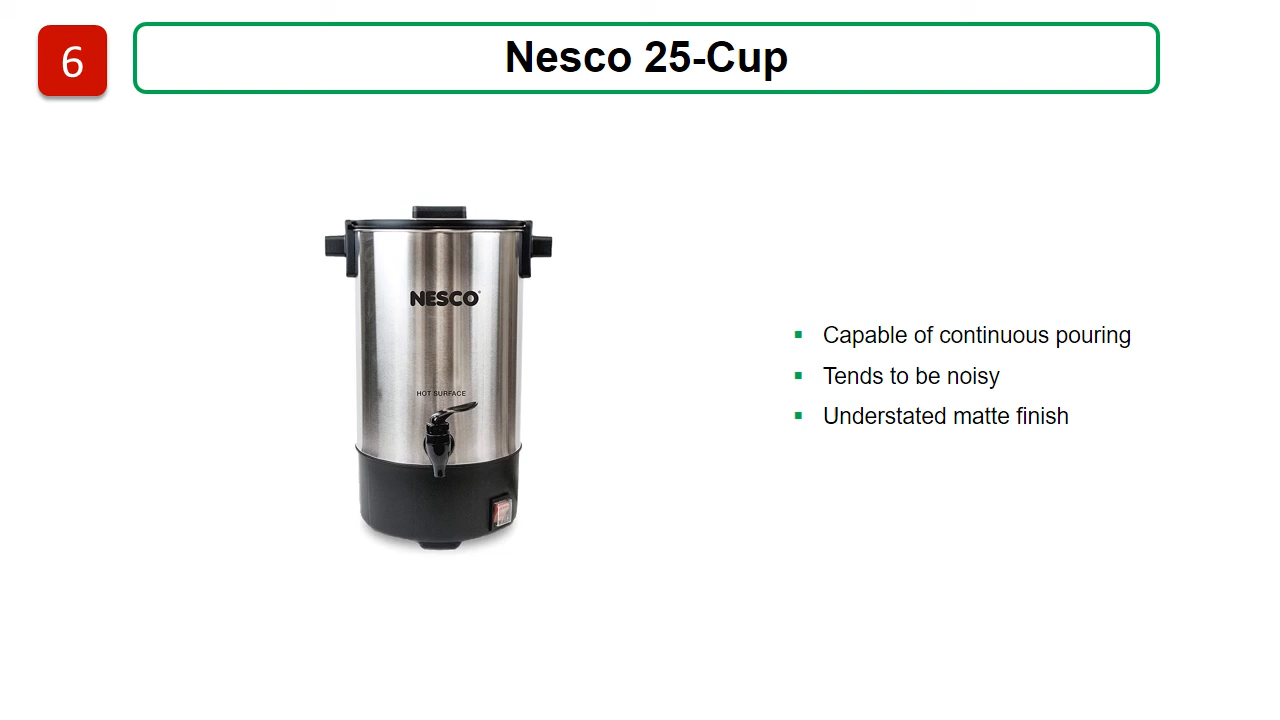 6
Nesco 25-Cup
NESCO
HOT SURFACE
Capable of continuous pouring
Tends to be noisy
Understated matte finish